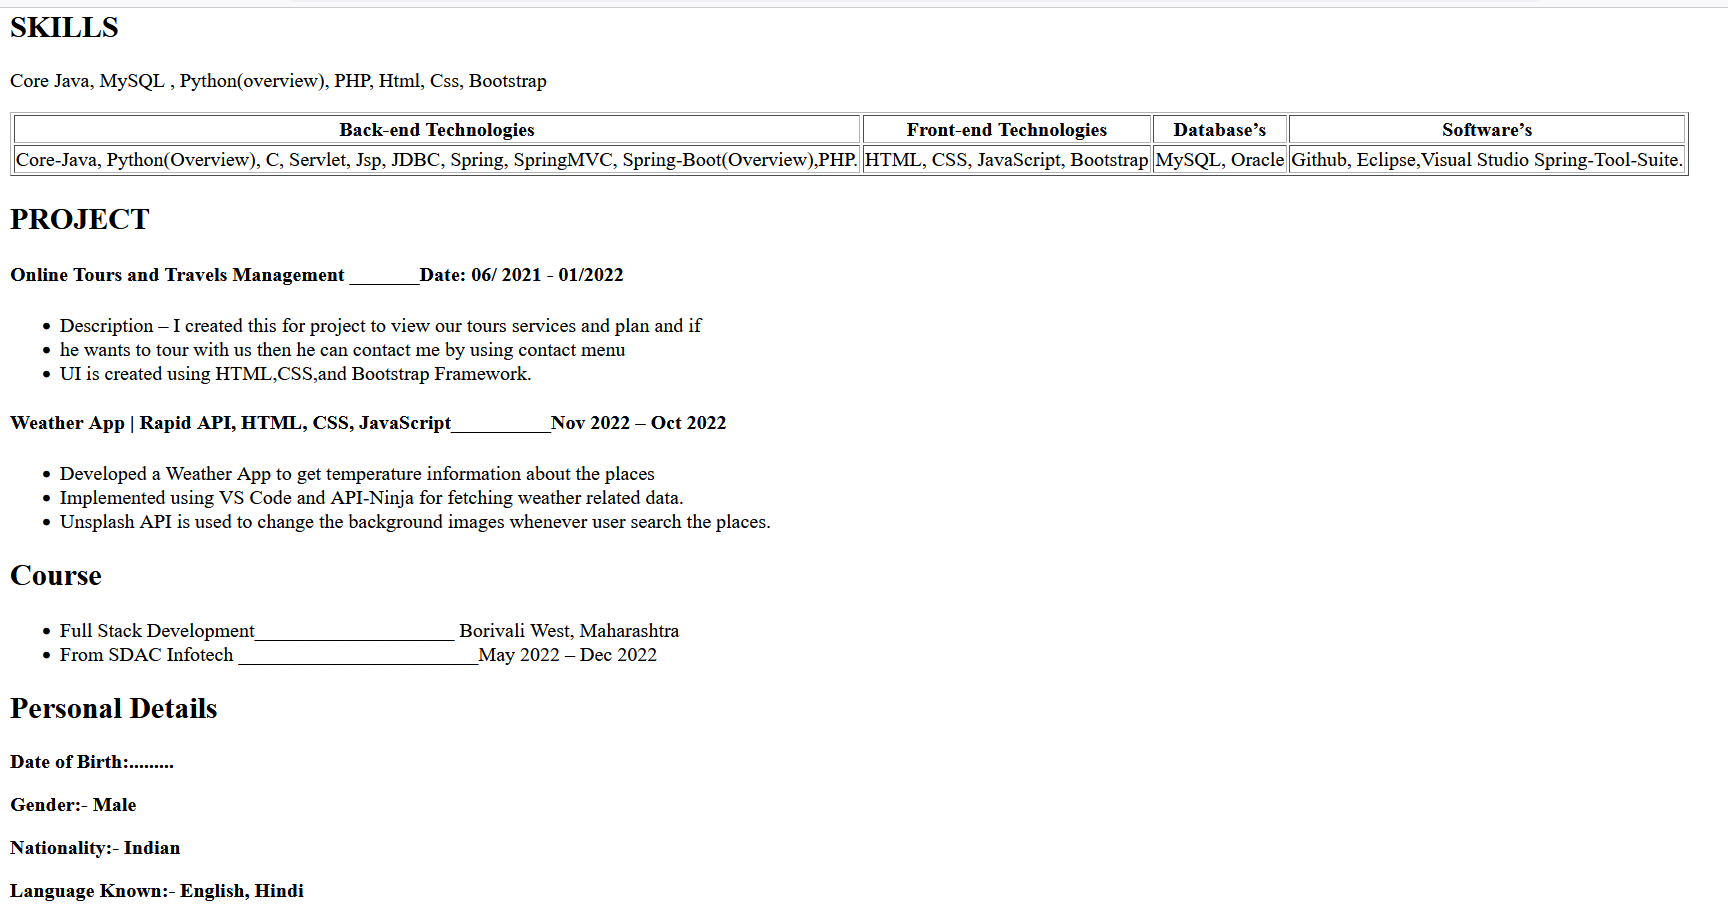 SKILLS
Core Java, MySQL , Python(overview), PHP, Html, Css, Bootstrap
Back-end Technologies Front-end Technologies Database’s Software’s
Core-Java, Python(Overview), C, Servlet, Jsp, JDBC, Spring, SpringMVC, Spring-Boot(Overview),PHP. HTML, CSS, JavaScript, Bootstrap MySQL, Oracle Github, Eclipse,Visual Studio Spring-Tool-Suite.
PROJECT
Online Tours and Travels Management _______Date: 06/ 2021 - 01/2022
• Description – I created this for project to view our tours services and plan and if
• he wants to tour with us then he can contact me by using contact menu
• UI is created using HTML,CSS,and Bootstrap Framework.
Weather App | Rapid API, HTML, CSS, JavaScript__________Nov 2022 – Oct 2022
• Developed a Weather App to get temperature information about the places
• Implemented using VS Code and API-Ninja for fetching weather related data.
• Unsplash API is used to change the background images whenever user search the places.
Course
• Full Stack Development____________________ Borivali West, Maharashtra
• From SDAC Infotech ________________________May 2022 – Dec 2022
Personal Details
Date of Birth:.........
Gender:- Male
Nationality:- Indian
Language Known:- English, Hindi